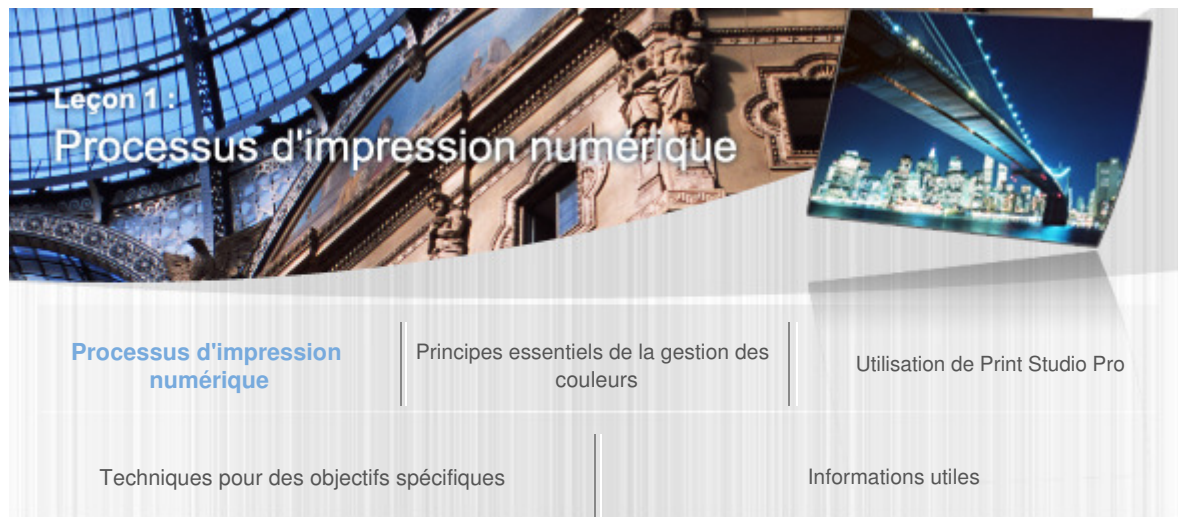 Leçon 1 :
Processus d'impression numérique
Processus d'impression
numérique
Principes essentiels de la gestion des
couleurs
Utilisation de Print Studio Pro
Techniques pour des objectifs spécifiques
Informations utiles